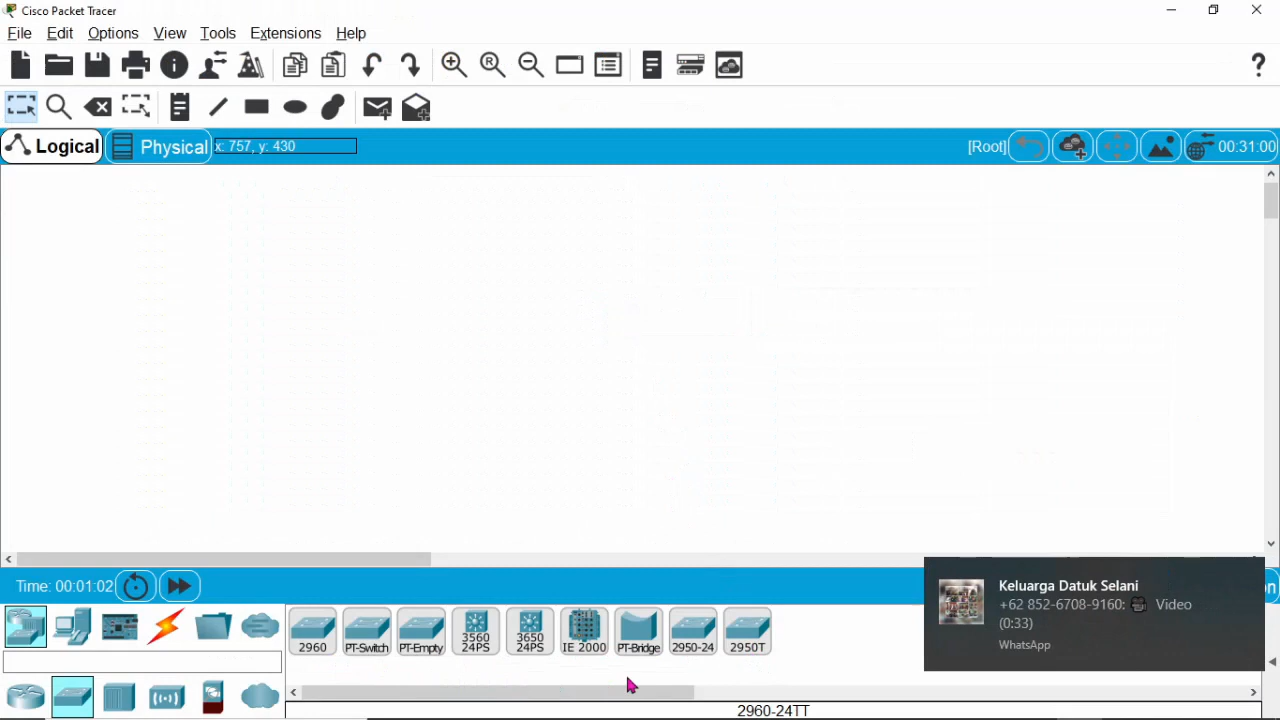 Cisco Packet Tracer
File Edit Options View Tools Extensions Help
Logical Physical x: 757, y: 430 [Root] 00:31:00
Time: 00:01:02
Keluarga Datuk Selani
+62 852-6708-9160: Video
(0:33)
WhatsApp
2960 PT-Switch PT-Empty 3560 24PS 3650 24PS IE 2000 PT-Bridge 2950-24 2950T
2960-24TT